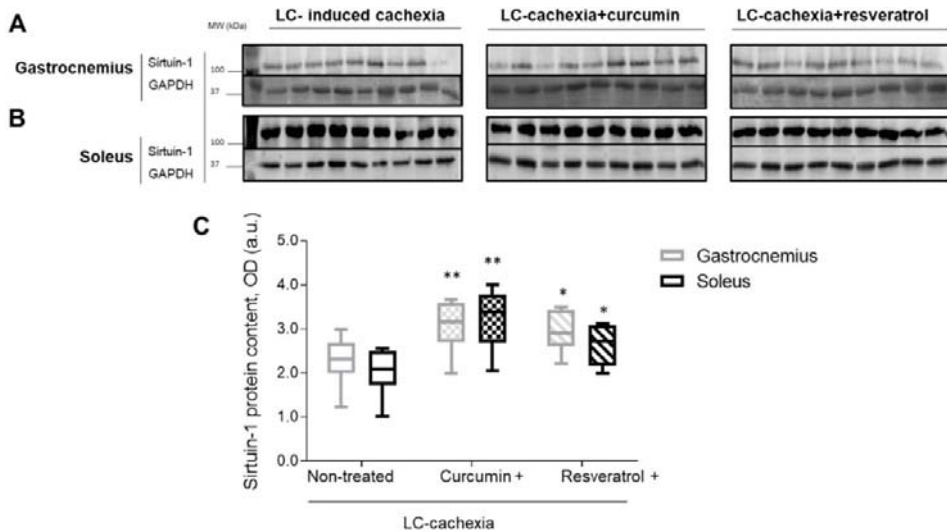 A
MW (kDa)
LC- induced cachexia
LC-cachexia+curcumin
LC-cachexia+resveratrol
Gastrocnemius
Sirtuin-1
GAPDH
100
37
B
Soleus
Sirtuin-1
GAPDH
100
37
C
Sirtuin-1 protein content, OD (a.u.)
5.0
4.0
3.0
2.0
1.0
0.0
**
**
*
*
Gastrocnemius
Soleus
Non-treated
Curcumin +
Resveratrol +
LC-cachexia